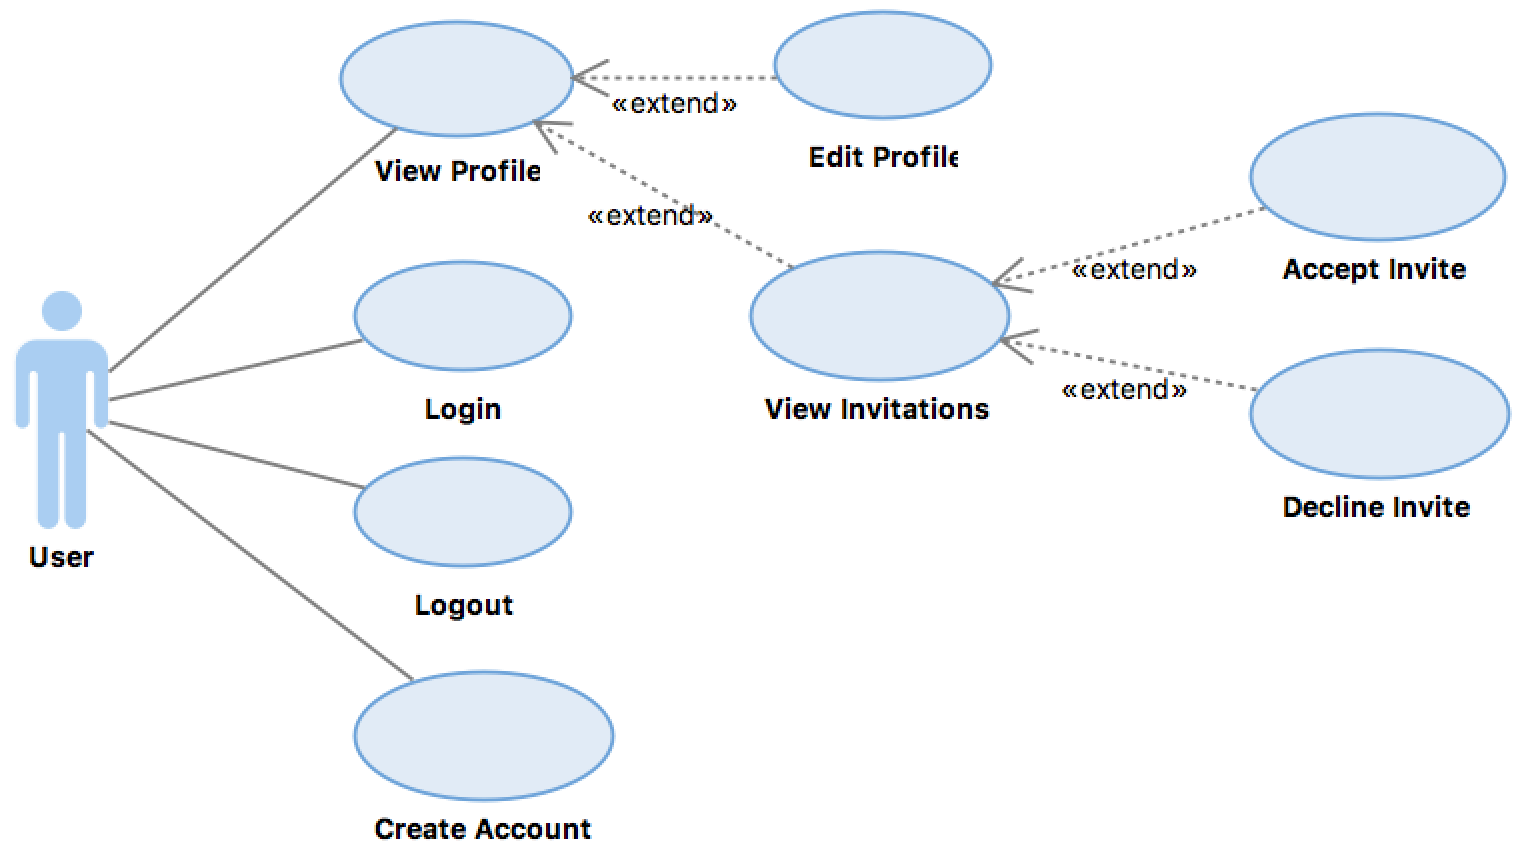 «extend»
View Profile
Edit Profile
«extend»
Accept Invite
«extend»
Login
View Invitations
«extend»
Decline Invite
User
Logout
Create Account